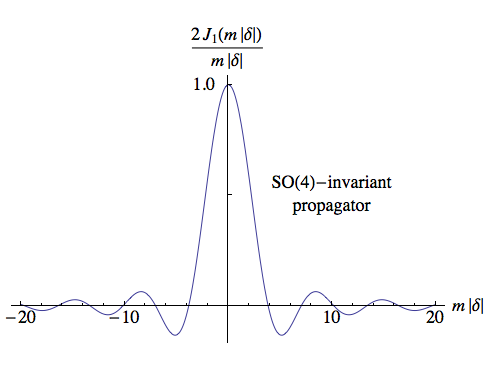 2 J₁(m |δ|)
m |δ|
1.0
SO(4)−invariant
propagator
−20 −10 10 20 m |δ|